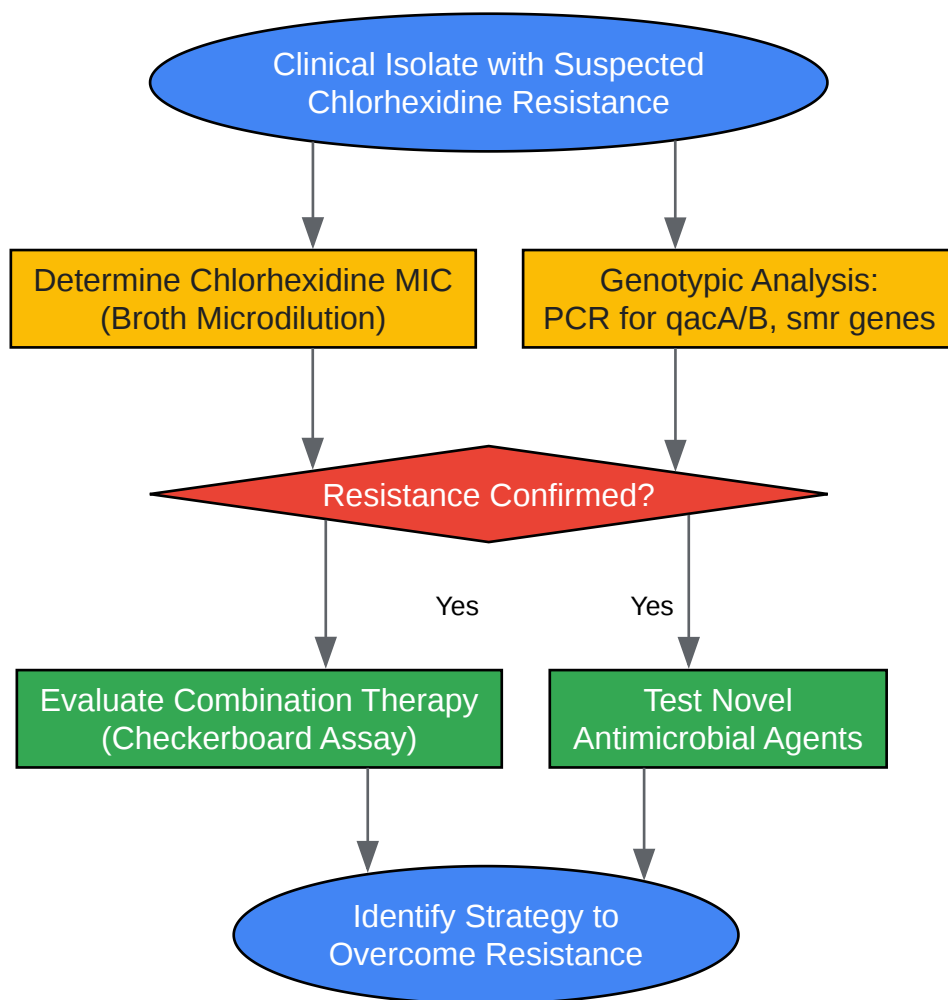 Clinical Isolate with Suspected
Chlorhexidine Resistance
Determine Chlorhexidine MIC
(Broth Microdilution)
Genotypic Analysis:
PCR for qacA/B, smr genes
Resistance Confirmed?
Yes
Yes
Evaluate Combination Therapy
(Checkerboard Assay)
Test Novel
Antimicrobial Agents
Identify Strategy to
Overcome Resistance